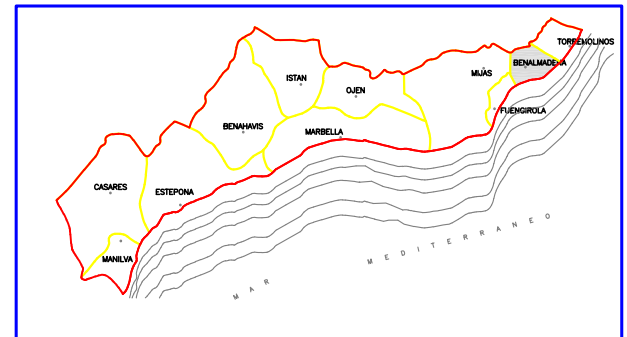 TORREMOLINOS
BENALMADENA
MIJAS
ISTAN
OJEN
FUENGIROLA
BENAHAVIS
MARBELLA
CASARES
ESTEPONA
MANILVA
MAR MEDITERRANEO